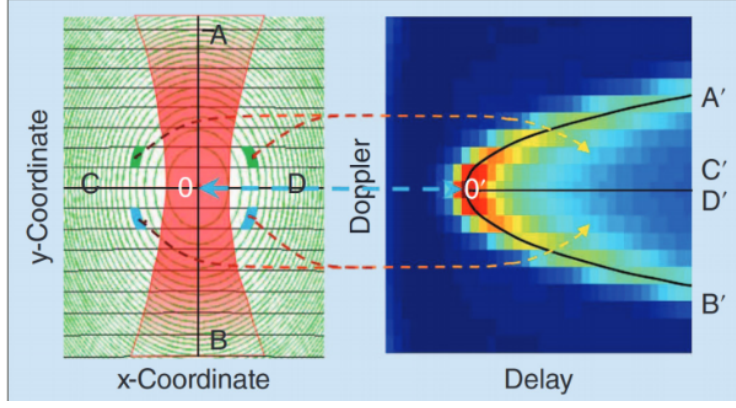 A
y-Coordinate
C
0
D
B
x-Coordinate
Doppler
0′
A′
C′
D′
B′
Delay